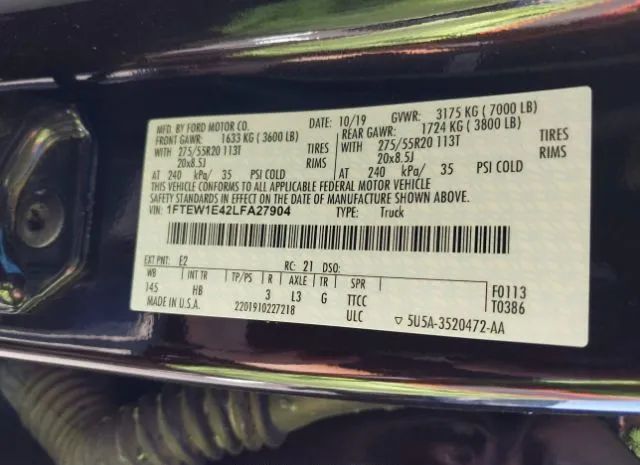 MFD. BY FORD MOTOR CO.
DATE: 10/19 GVWR: 3175 KG ( 7000 LB)
FRONT GAWR: 1633 KG ( 3600 LB)
REAR GAWR: 1724 KG ( 3800 LB)
WITH 275/55R20 113T TIRES
WITH 275/55R20 113T TIRES
20x8.5J RIMS
20x8.5J RIMS
AT 240 kPa/ 35 PSI COLD
AT 240 kPa/ 35 PSI COLD
THIS VEHICLE CONFORMS TO ALL APPLICABLE FEDERAL MOTOR VEHICLE
SAFETY STANDARDS IN EFFECT ON THE DATE OF MANUFACTURE SHOWN ABOVE.
VIN: 1FTEW1E42LFA27904 TYPE: Truck
EXT PNT: E2 RC: 21 DSO:
WB INT TR TP/PS R AXLE TR SPR
145 HB 3 L3 G TTCC
F0113
T0386
MADE IN U.S.A. 2201910227218 ULC ▽ 5U5A-3520472-AA